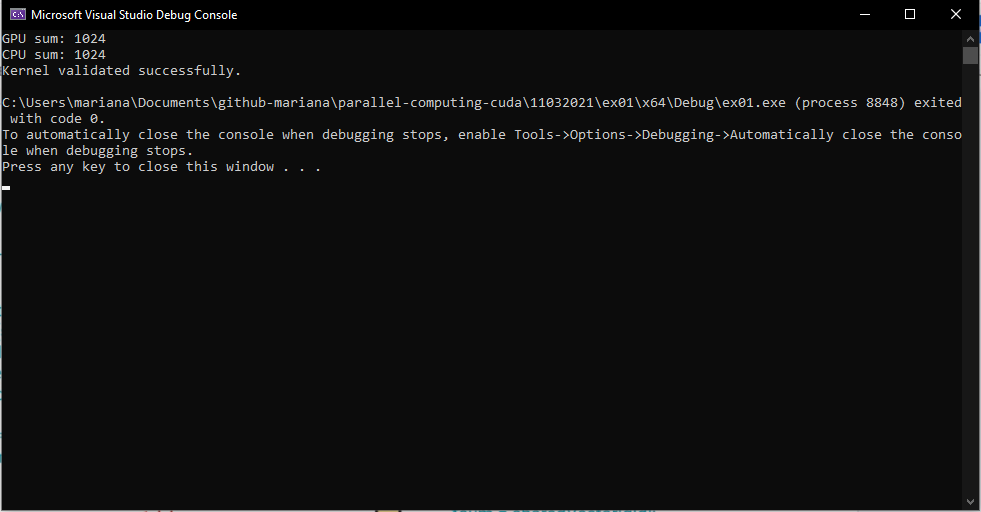 Microsoft Visual Studio Debug Console
GPU sum: 1024
CPU sum: 1024
Kernel validated successfully.
C:\Users\mariana\Documents\github-mariana\parallel-computing-cuda\11032021\ex01\x64\Debug\ex01.exe (process 8848) exited
with code 0.
To automatically close the console when debugging stops, enable Tools->Options->Debugging->Automatically close the conso
le when debugging stops.
Press any key to close this window . . .